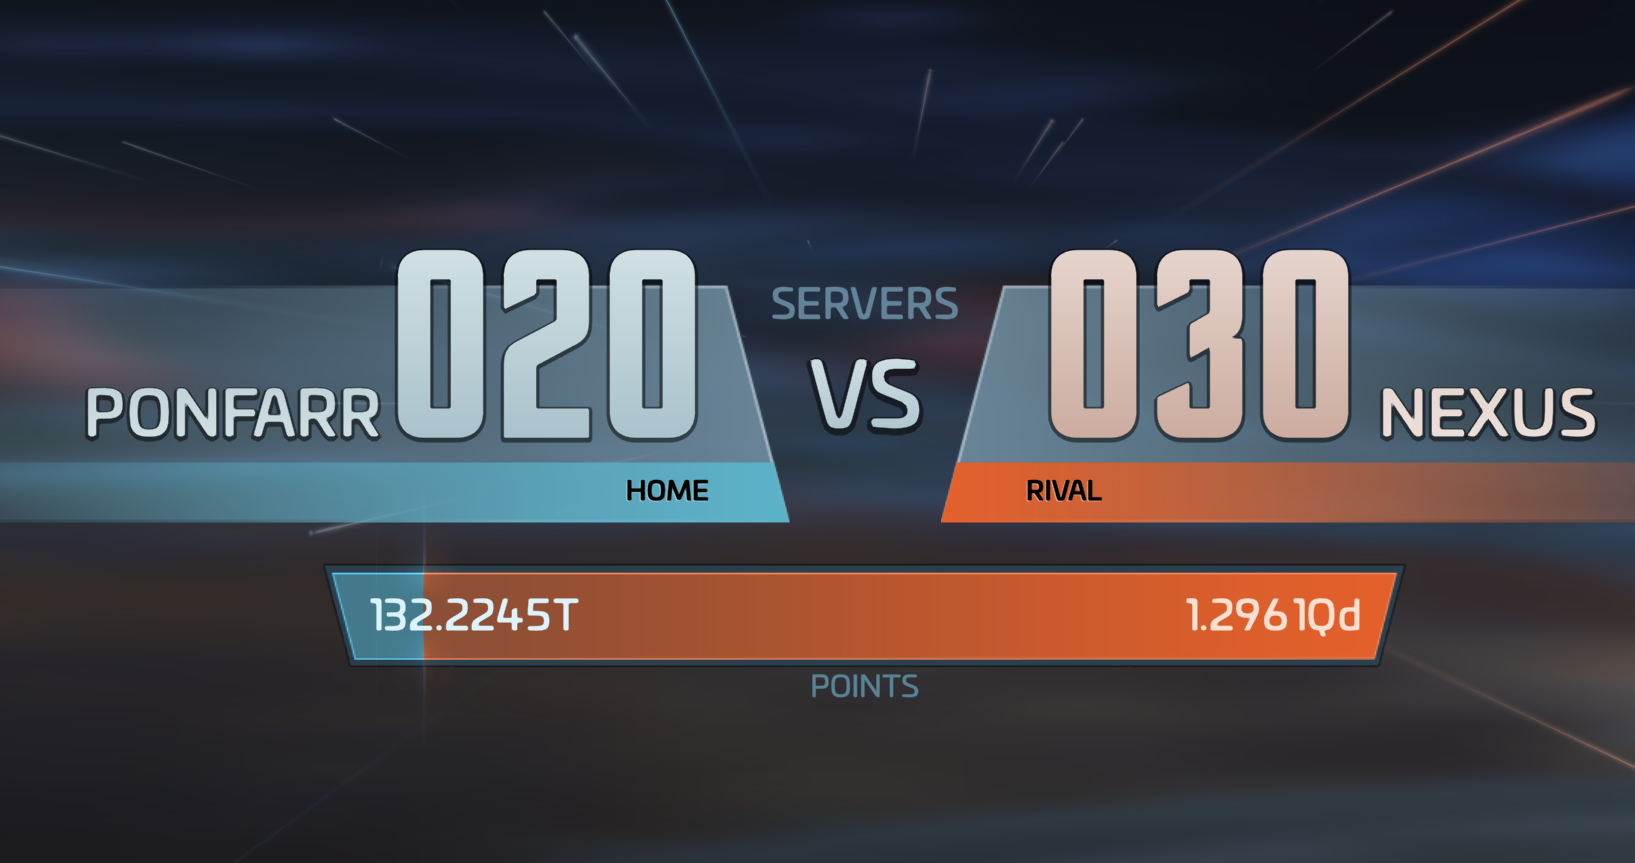 SERVERS
PONFARR 020 VS 030 NEXUS
HOME RIVAL
132.2245T 1.2961Qd
POINTS